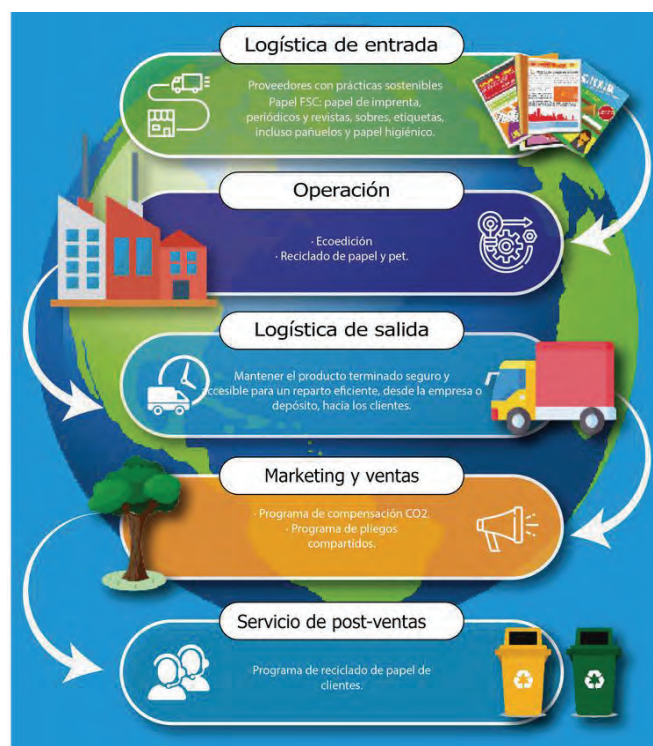 Logística de entrada
Proveedores con prácticas sostenibles
Papel FSC: papel de imprenta,
periódicos y revistas, sobres, etiquetas,
incluso pañuelos y papel higiénico.
Operación
· Ecoedición
· Reciclado de papel y pet.
Logística de salida
Mantener el producto terminado seguro y
ccesible para un reparto eficiente, desde la empresa o
depósito, hacia los clientes.
Marketing y ventas
· Programa de compensación CO2.
· Programa de pliegos
compartidos.
Servicio de post-ventas
Programa de reciclado de papel de
clientes.